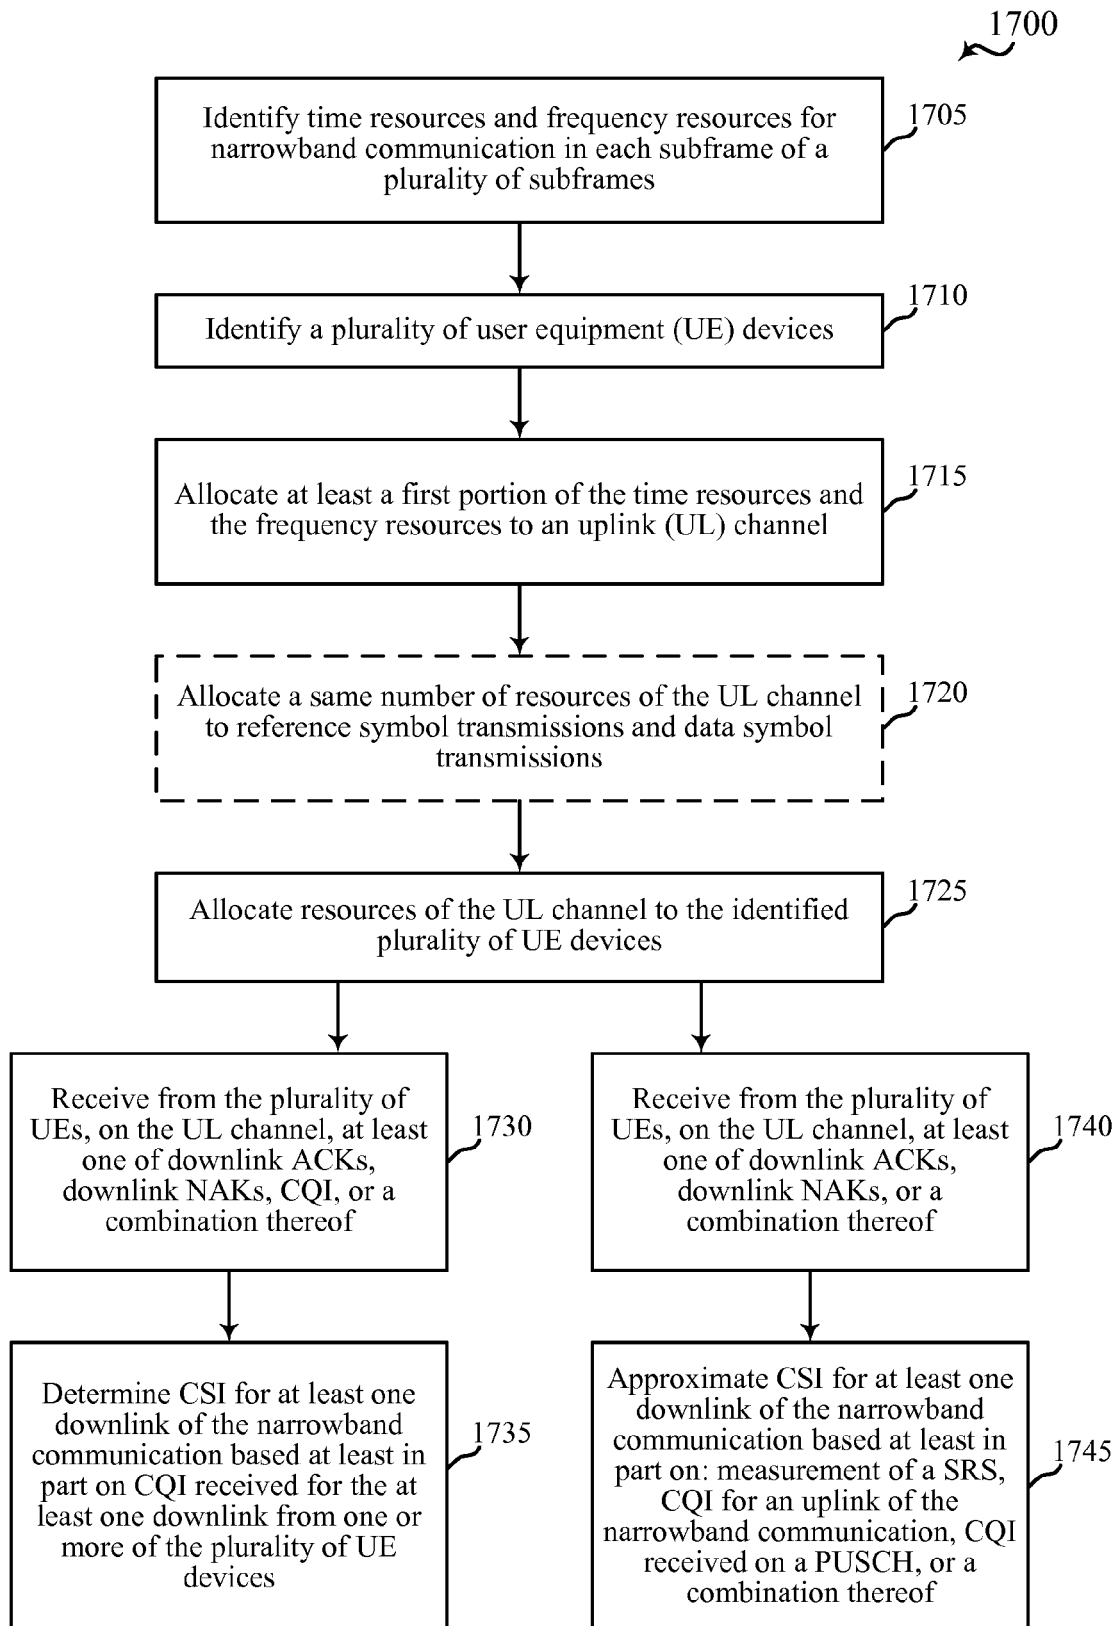 1700
Identify time resources and frequency resources for
narrowband communication in each subframe of a
plurality of subframes
1705
Identify a plurality of user equipment (UE) devices
1710
Allocate at least a first portion of the time resources and
the frequency resources to an uplink (UL) channel
1715
Allocate a same number of resources of the UL channel
to reference symbol transmissions and data symbol
transmissions
1720
Allocate resources of the UL channel to the identified
plurality of UE devices
1725
Receive from the plurality of
UEs, on the UL channel, at least
one of downlink ACKs,
downlink NAKs, CQI, or a
combination thereof
1730
Receive from the plurality of
UEs, on the UL channel, at least
one of downlink ACKs,
downlink NAKs, or a
combination thereof
1740
Determine CSI for at least one
downlink of the narrowband
communication based at least in
part on CQI received for the at
least one downlink from one or
more of the plurality of UE
devices
1735
Approximate CSI for at least one
downlink of the narrowband
communication based at least in
part on: measurement of a SRS,
CQI for an uplink of the
narrowband communication, CQI
received on a PUSCH, or a
combination thereof
1745